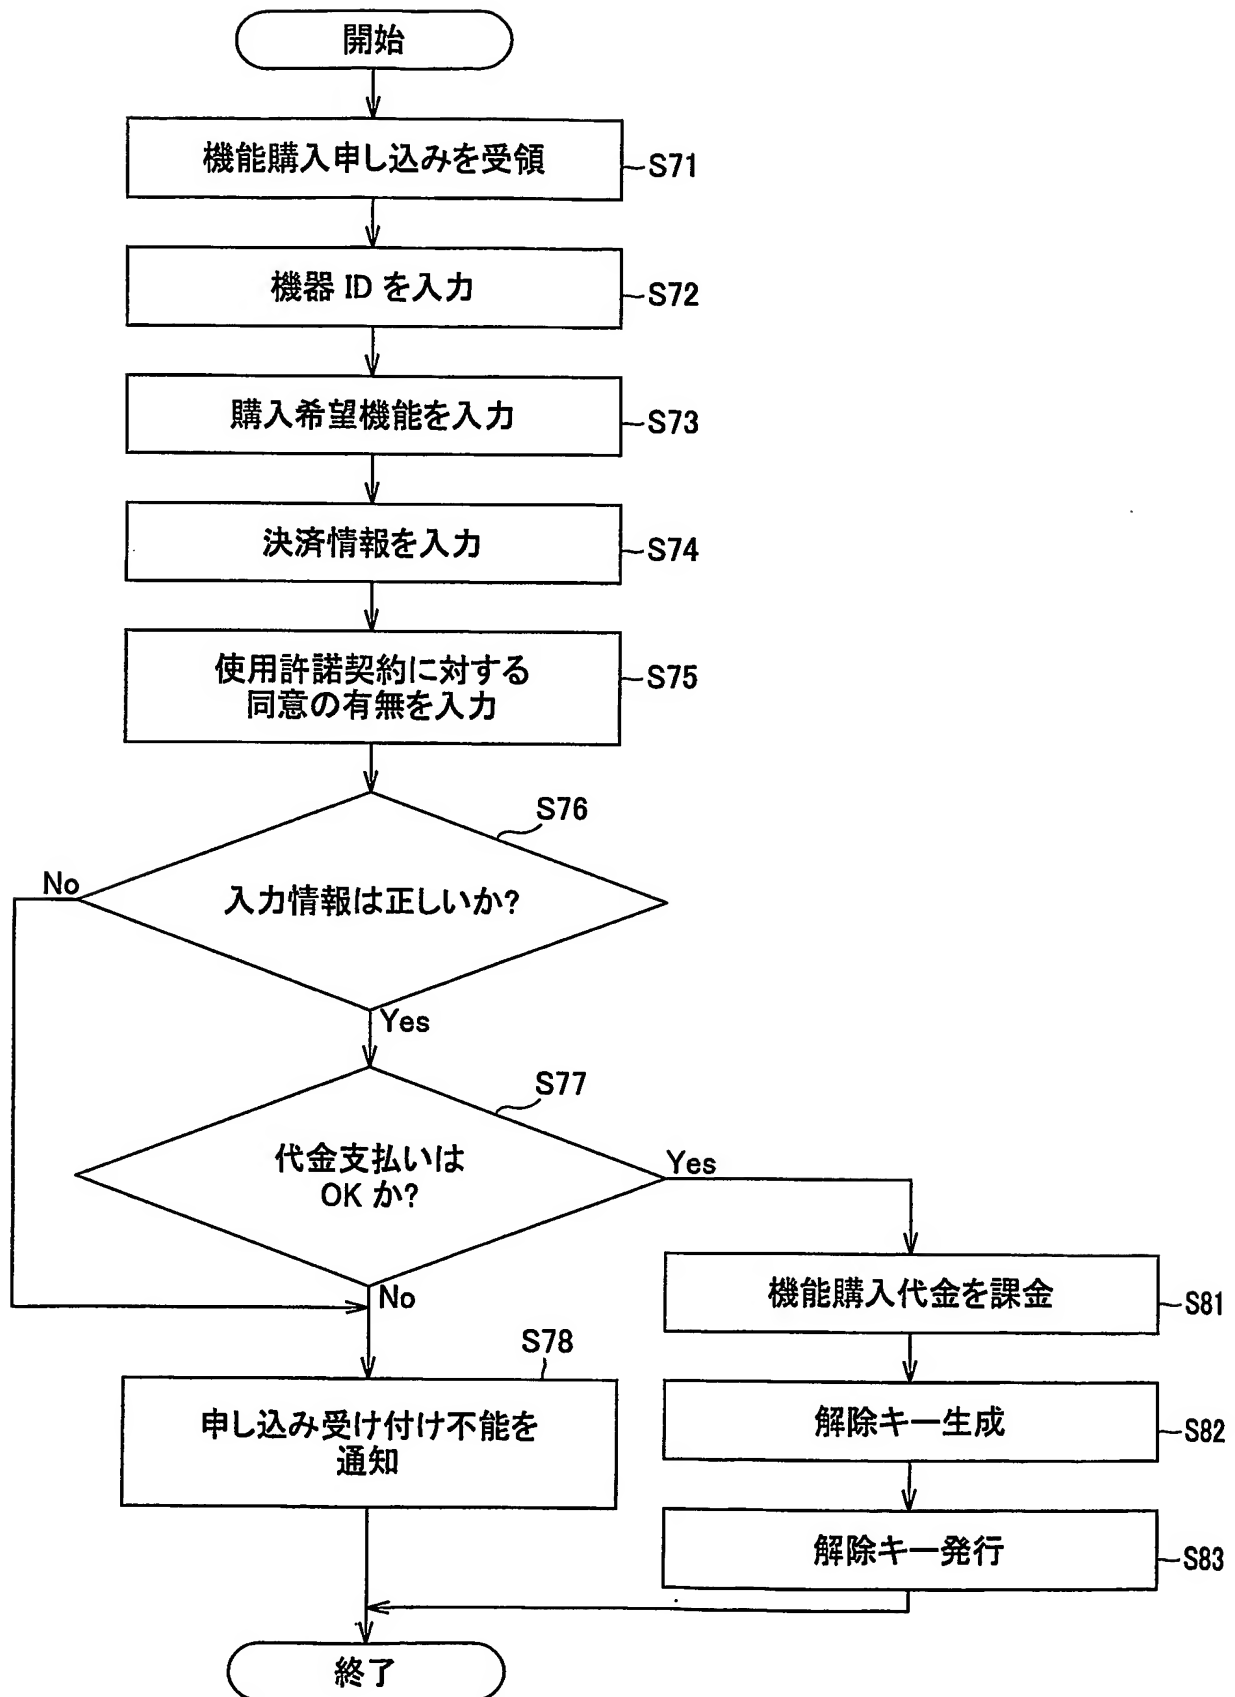 開始
機能購入申し込みを受領
S71
機器 ID を入力
S72
購入希望機能を入力
S73
決済情報を入力
S74
使用許諾契約に対する
同意の有無を入力
S75
S76
No
入力情報は正しいか?
Yes
S77
代金支払いは
OK か?
Yes
No
機能購入代金を課金
S81
S78
申し込み受け付け不能を
通知
解除キー生成
S82
解除キー発行
S83
終了